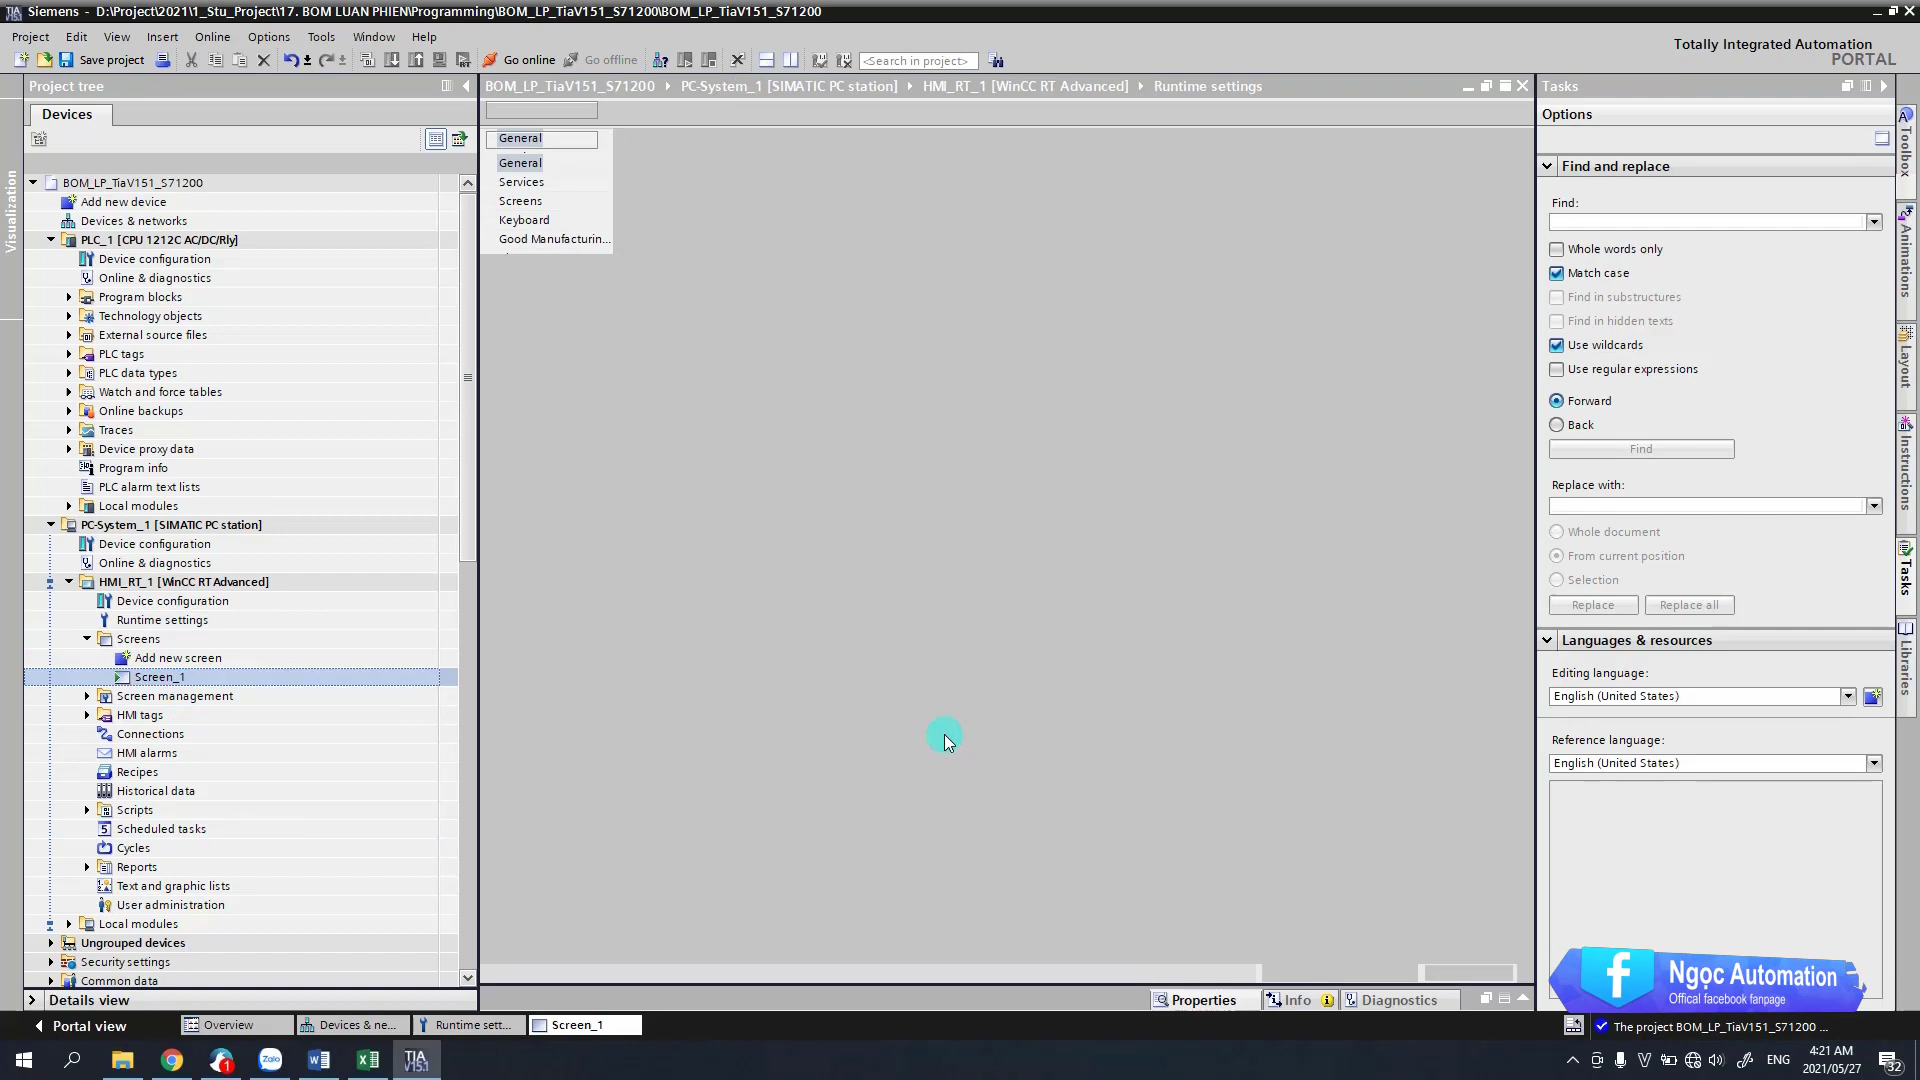 Siemens - D:\Project\2021\1_Stu_Project\17. BOM LUAN PHIEN\Programming\BOM_LP_TiaV151_S71200\BOM_LP_TiaV151_S71200
Project Edit View Insert Online Options Tools Window Help
Totally Integrated Automation
PORTAL
Save project
Go online
Go offline
<Search in project>
Project tree
BOM_LP_TiaV151_S71200 PC-System_1 [SIMATIC PC station] HMI_RT_1 [WinCC RT Advanced] Runtime settings
Tasks
Devices
Options
Visualization
BOM_LP_TiaV151_S71200
Add new device
Devices & networks
PLC_1 [CPU 1212C AC/DC/Rly]
Device configuration
Online & diagnostics
Program blocks
Technology objects
External source files
PLC tags
PLC data types
Watch and force tables
Online backups
Traces
Device proxy data
Program info
PLC alarm text lists
Local modules
PC-System_1 [SIMATIC PC station]
Device configuration
Online & diagnostics
HMI_RT_1 [WinCC RT Advanced]
Device configuration
Runtime settings
Screens
Add new screen
Screen_1
Screen management
HMI tags
Connections
HMI alarms
Recipes
Historical data
Scripts
Scheduled tasks
Cycles
Reports
Text and graphic lists
User administration
Local modules
Ungrouped devices
Security settings
Common data
Details view
General
General
Services
Screens
Keyboard
Good Manufacturin...
Find and replace
Find:
Whole words only
Match case
Find in substructures
Find in hidden texts
Use wildcards
Use regular expressions
Forward
Back
Find
Replace with:
Whole document
From current position
Selection
Replace
Replace all
Languages & resources
Editing language:
English (United States)
Reference language:
English (United States)
Toolbox
Animations
Layout
Instructions
Tasks
Libraries
Ngọc Automation
Offical facebook fanpage
Properties
Info
Diagnostics
Portal view
Overview
Devices & ne...
Runtime sett...
Screen_1
The project BOM_LP_TiaV151_S71200 ...
1
Zalo
TIA
V15.1
ENG
4:21 AM
2021/05/27
32